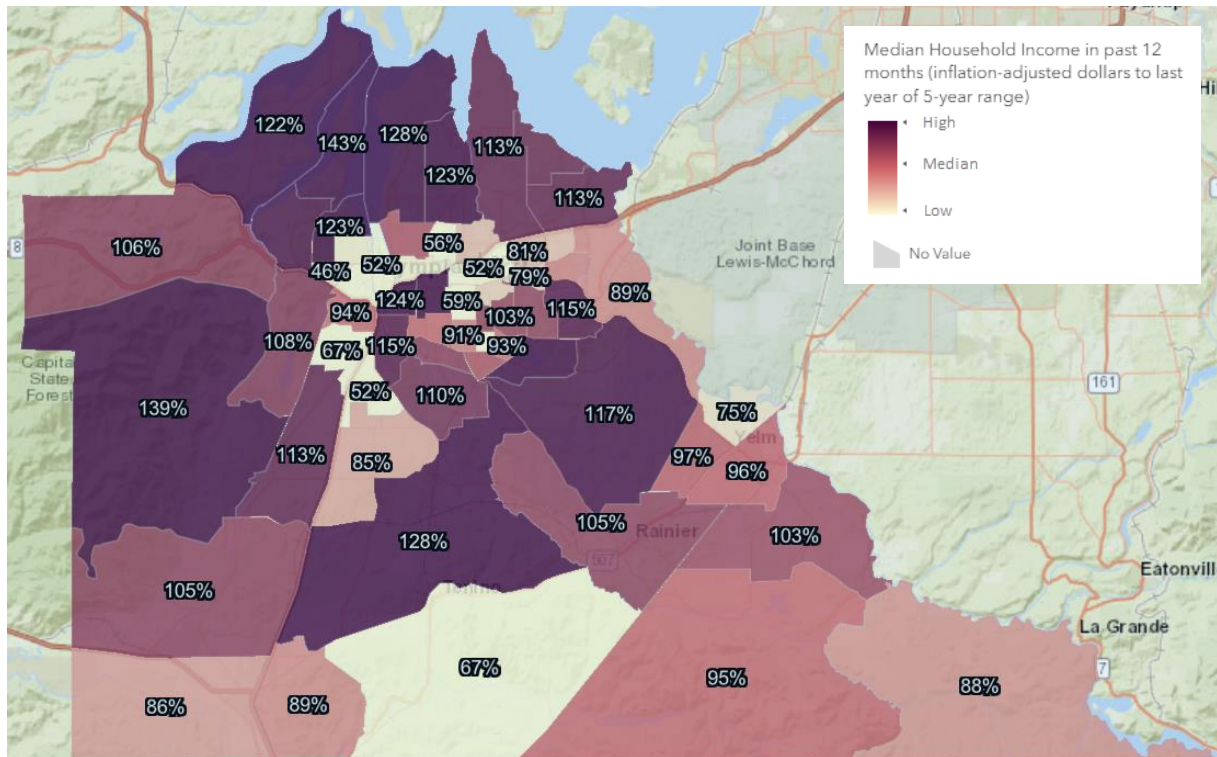 Median Household Income in past 12
months (inflation-adjusted dollars to last
year of 5-year range)
High
Median
Low
No Value
122%
143%
128%
113%
123%
113%
123%
106%
56%
81%
8
46%
52%
52%
79%
Joint Base
Lewis-McChord
124%
59%
89%
94%
103%
115%
108%
91%
93%
67%
115%
Capital
State
Forest
52%
110%
161
139%
117%
75%
Yelm
113%
85%
97%
96%
105%
Rainier
103%
128%
507
Eatonvill
105%
Tenino
La Grande
67%
95%
88%
7
86%
89%